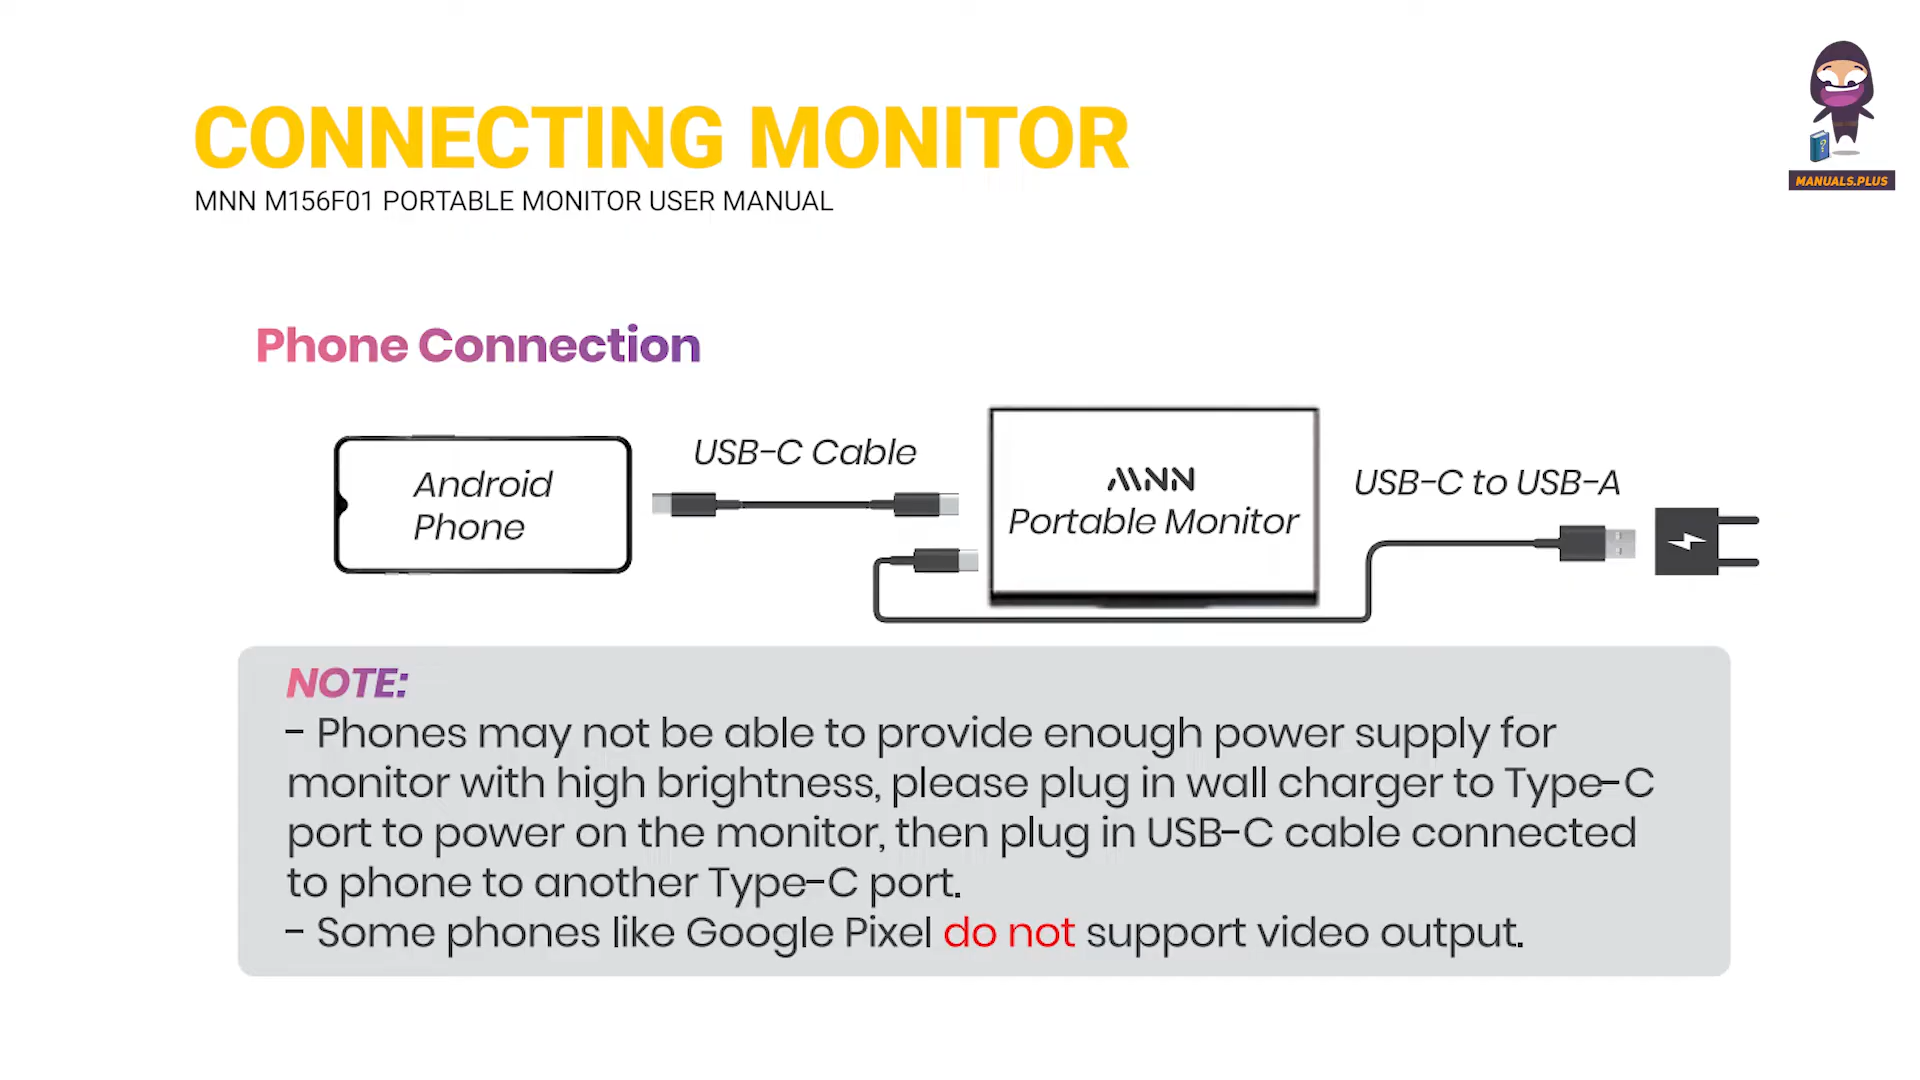 CONNECTING MONITOR
MNN M156F01 PORTABLE MONITOR USER MANUAL
MANUALS.PLUS
Phone Connection
Android
Phone
USB-C Cable
MNN
Portable Monitor
USB-C to USB-A
NOTE:
- Phones may not be able to provide enough power supply for
monitor with high brightness, please plug in wall charger to Type-C
port to power on the monitor, then plug in USB-C cable connected
to phone to another Type-C port.
- Some phones like Google Pixel do not support video output.